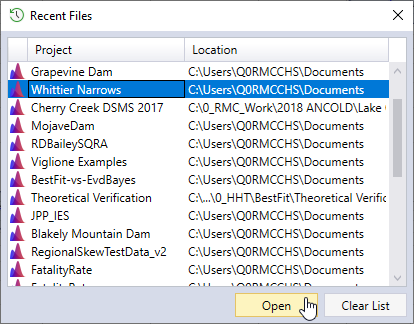 Recent Files
Project Location
Grapevine Dam C:\Users\Q0RMCCHS\Documents
Whittier Narrows C:\Users\Q0RMCCHS\Documents
Cherry Creek DSMS 2017 C:\0_RMC_Work\2018 ANCOLD\Lake C
MojaveDam C:\Users\Q0RMCCHS\Documents
RDBaileySQRA C:\Users\Q0RMCCHS\Documents
Viglione Examples C:\Users\Q0RMCCHS\Documents
BestFit-vs-EvdBayes C:\Users\Q0RMCCHS\Documents
Theoretical Verification C:\...\0_HHT\BestFit\Theoretical Verific
JPP_IES C:\Users\Q0RMCCHS\Documents
Blakely Mountain Dam C:\Users\Q0RMCCHS\Documents
RegionalSkewTestData_v2 C:\Users\Q0RMCCHS\Documents
FatalityRate C:\Users\Q0RMCCHS\Documents
Open Clear List